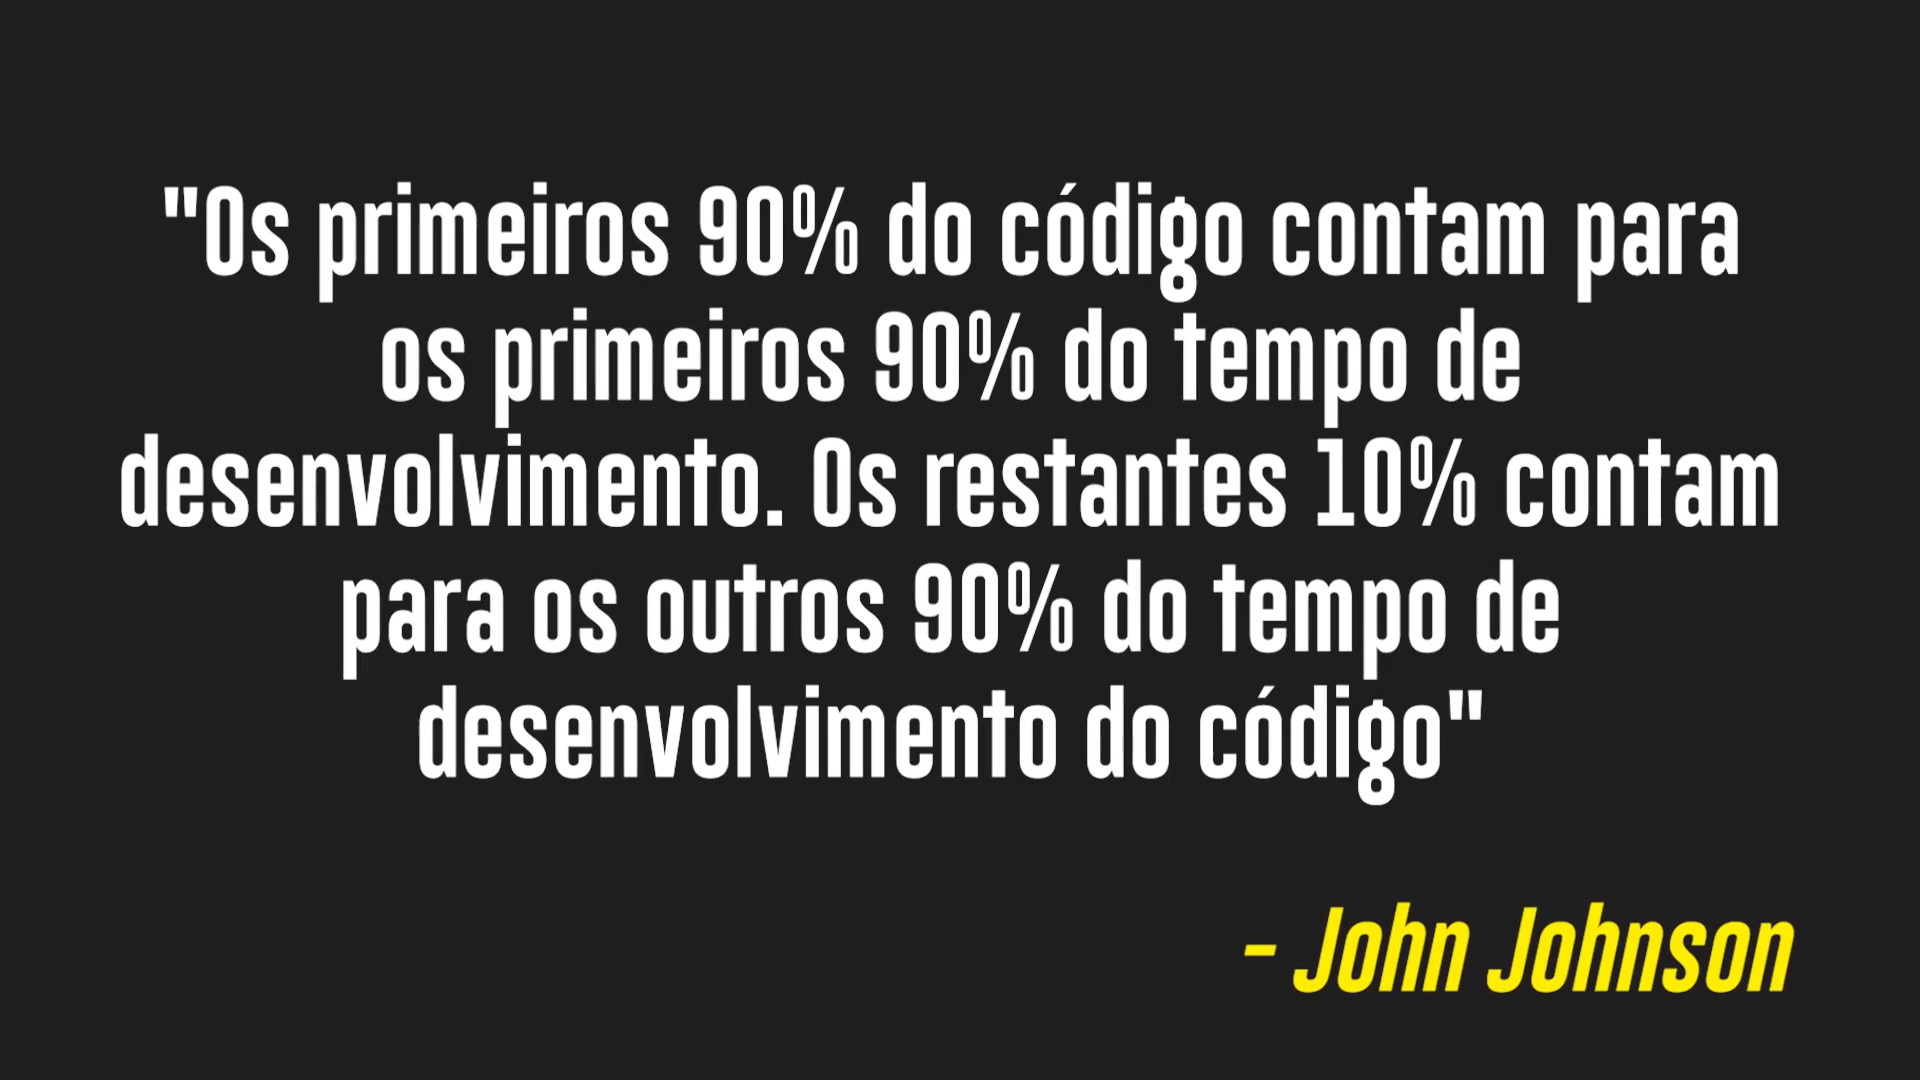 "Os primeiros 90% do código contam para
os primeiros 90% do tempo de
desenvolvimento. Os restantes 10% contam
para os outros 90% do tempo de
desenvolvimento do código"
- John Johnson